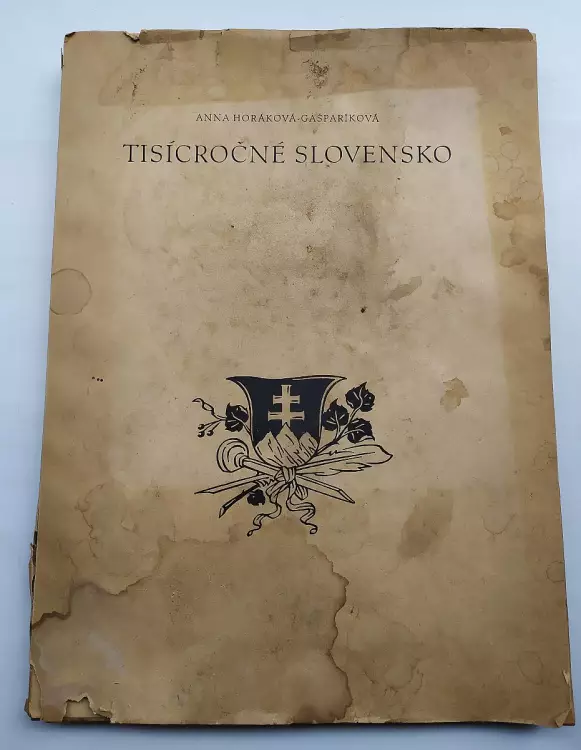 ANNA HORÁKOVÁ-GAŠPARÍKOVÁ
TISÍCROČNÉ SLOVENSKO